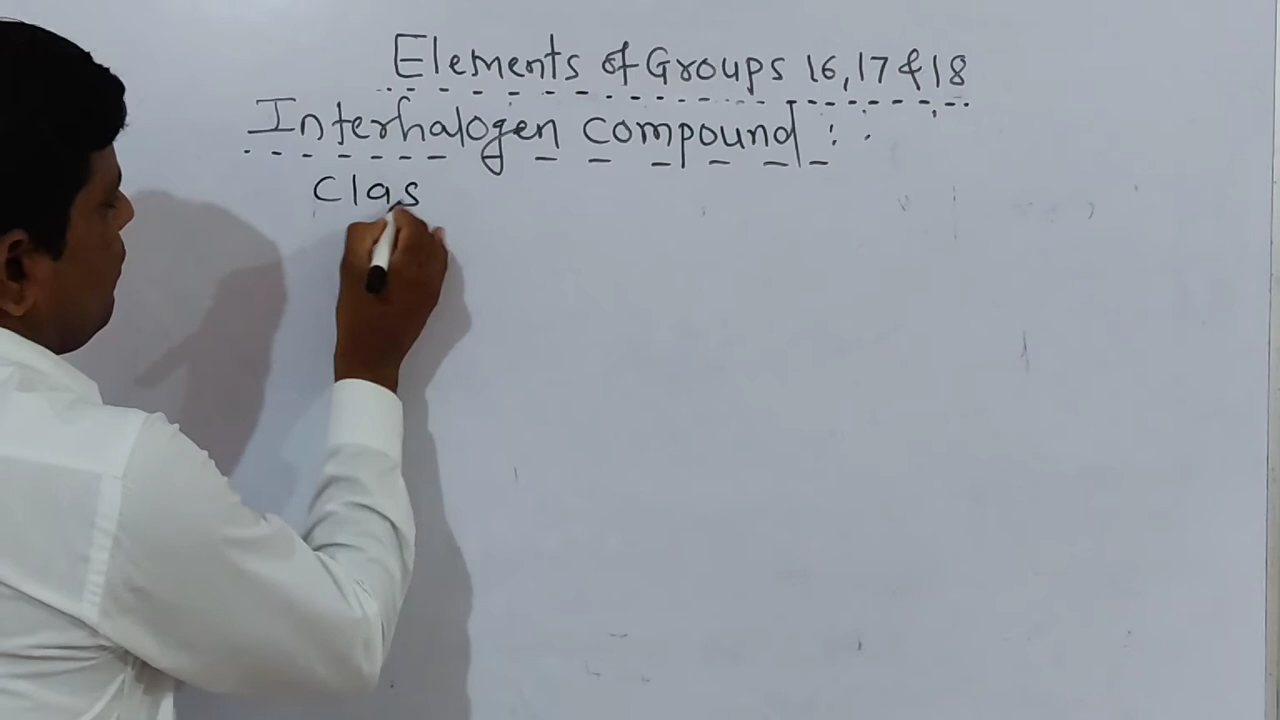 Elements of Groups 16,17 & 18
Interhalogen compound :
Clas